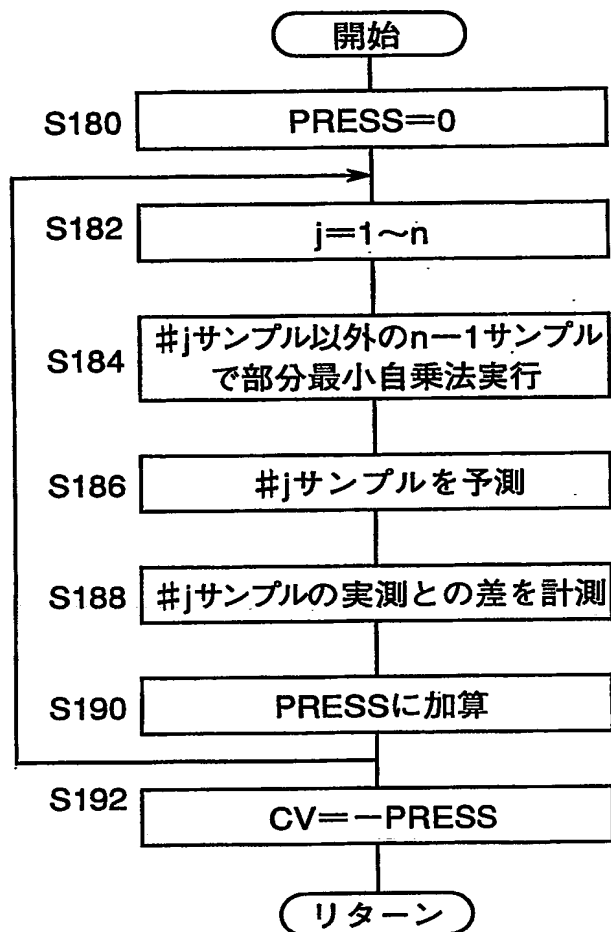 開始
S180
PRESS=0
S182
j=1~n
S184
#jサンプル以外のn-1サンプル
で部分最小自乗法実行
S186
#jサンプルを予測
S188
#jサンプルの実測との差を計測
S190
PRESSに加算
S192
CV=-PRESS
リターン